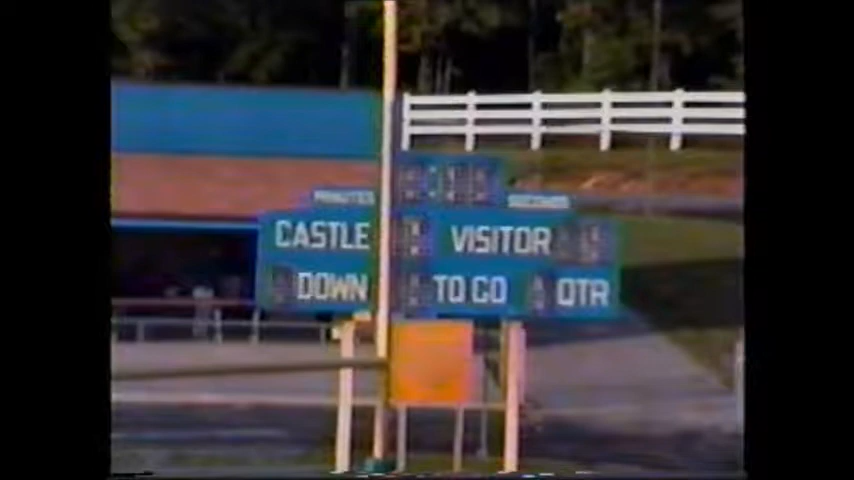 MINUTES SECONDS
CASTLE VISITOR
DOWN TO GO QTR